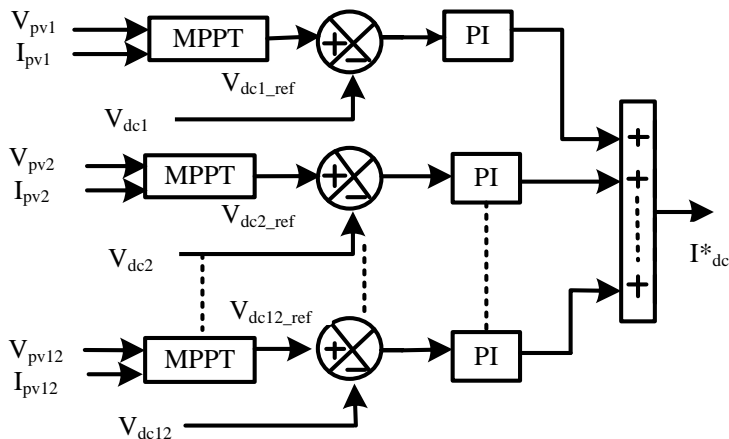 V_pv1
I_pv1
MPPT
+
−
PI
V_dc1_ref
V_dc1
+
V_pv2
I_pv2
MPPT
+
−
PI
+
V_dc2_ref
I*_dc
V_dc2
+
V_dc12_ref
V_pv12
I_pv12
MPPT
+
−
PI
V_dc12